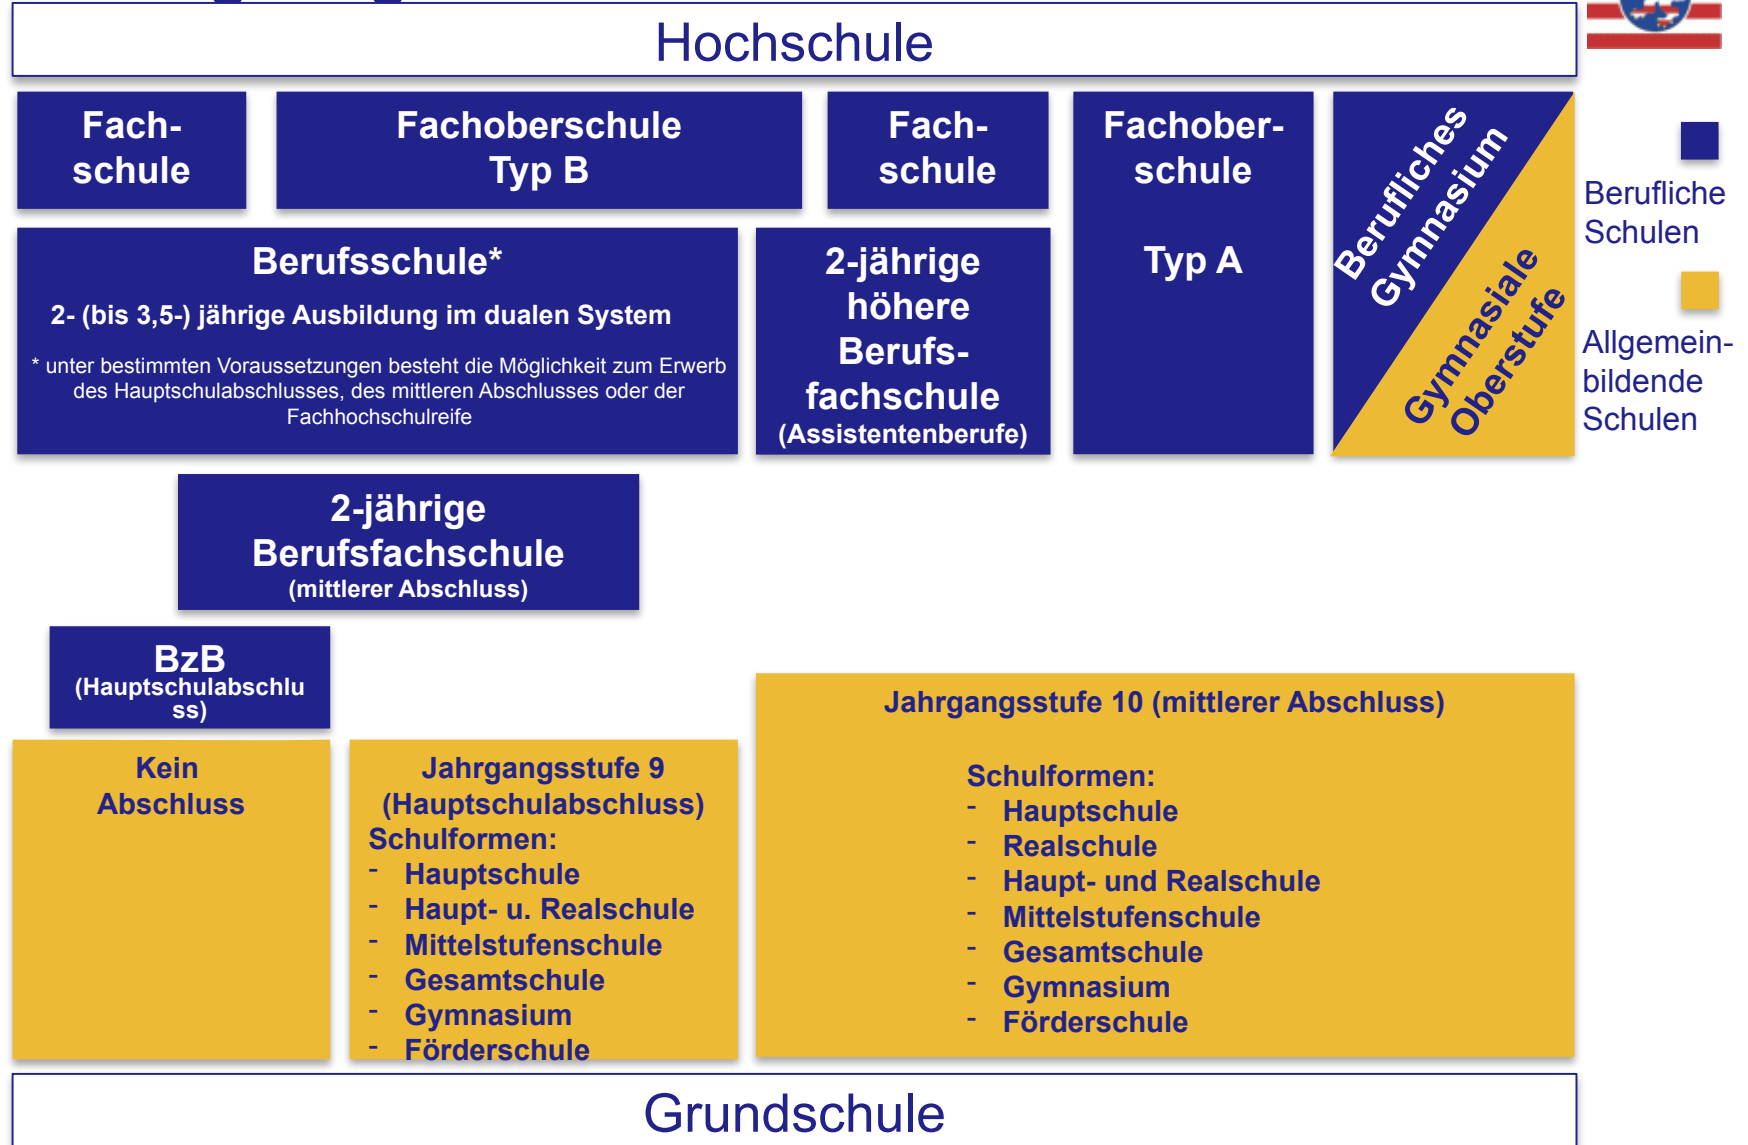 Hochschule
Fach-
schule
Fachoberschule
Typ B
Fach-
schule
Fachober-
schule
Typ A
Berufliches
Gymnasium
Gymnasiale
Oberstufe
Berufliche
Schulen
Allgemein-
bildende
Schulen
Berufsschule*
2- (bis 3,5-) jährige Ausbildung im dualen System
* unter bestimmten Voraussetzungen besteht die Möglichkeit zum Erwerb
des Hauptschulabschlusses, des mittleren Abschlusses oder der
Fachhochschulreife
2-jährige
höhere
Berufs-
fachschule
(Assistentenberufe)
2-jährige
Berufsfachschule
(mittlerer Abschluss)
BzB
(Hauptschulabschlu
ss)
Kein
Abschluss
Jahrgangsstufe 9
(Hauptschulabschluss)
Schulformen:
- Hauptschule
- Haupt- u. Realschule
- Mittelstufenschule
- Gesamtschule
- Gymnasium
- Förderschule
Jahrgangsstufe 10 (mittlerer Abschluss)
Schulformen:
- Hauptschule
- Realschule
- Haupt- und Realschule
- Mittelstufenschule
- Gesamtschule
- Gymnasium
- Förderschule
Grundschule